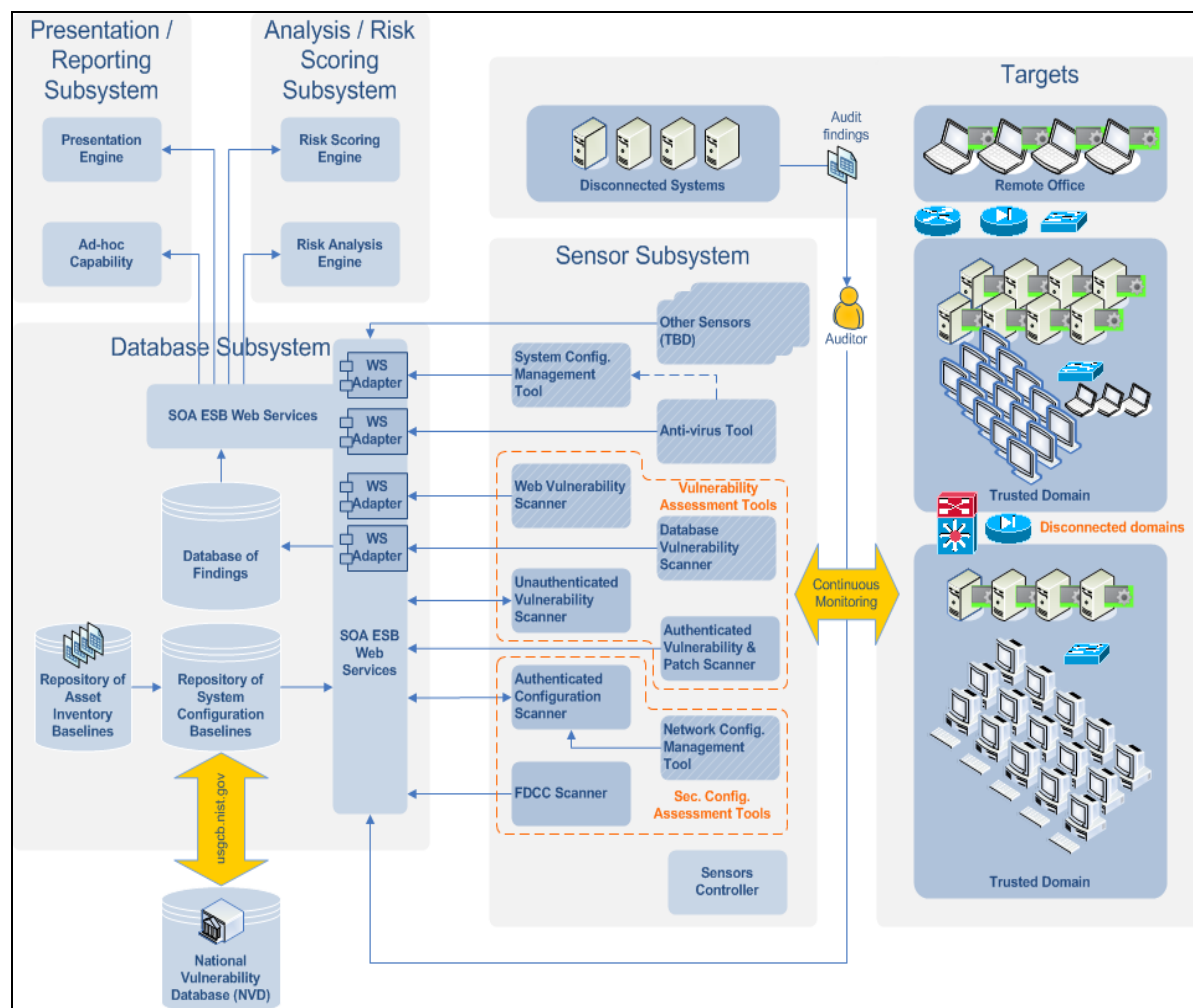 Presentation /
Reporting
Subsystem
Presentation
Engine
Ad-hoc
Capability
Analysis / Risk
Scoring
Subsystem
Risk Scoring
Engine
Risk Analysis
Engine
Targets
Disconnected Systems
Audit
findings
Auditor
Remote Office
Trusted Domain
Disconnected domains
Trusted Domain
Sensor Subsystem
Other Sensors
(TBD)
System Config.
Management
Tool
Anti-virus Tool
Web Vulnerability
Scanner
Vulnerability
Assessment Tools
Database
Vulnerability
Scanner
Unauthenticated
Vulnerability
Scanner
Authenticated
Vulnerability &
Patch Scanner
Authenticated
Configuration
Scanner
Network Config.
Management
Tool
FDCC Scanner
Sec. Config.
Assessment Tools
Sensors
Controller
Continuous
Monitoring
Database Subsystem
WS
Adapter
WS
Adapter
WS
Adapter
WS
Adapter
SOA ESB Web Services
Database of
Findings
SOA ESB
Web
Services
Repository of
Asset
Inventory
Baselines
Repository of
System
Configuration
Baselines
usgcb.nist.gov
National
Vulnerability
Database (NVD)